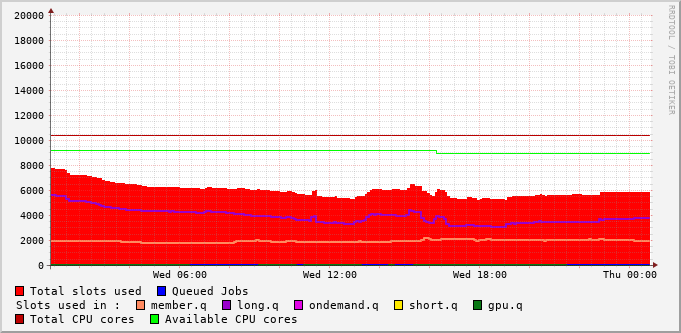 RRDTOOL / TOBI OETIKER
20000
18000
16000
14000
12000
10000
8000
6000
4000
2000
0
Wed 06:00 Wed 12:00 Wed 18:00 Thu 00:00
Total slots used Queued Jobs
Slots used in : member.q long.q ondemand.q short.q gpu.q
Total CPU cores Available CPU cores